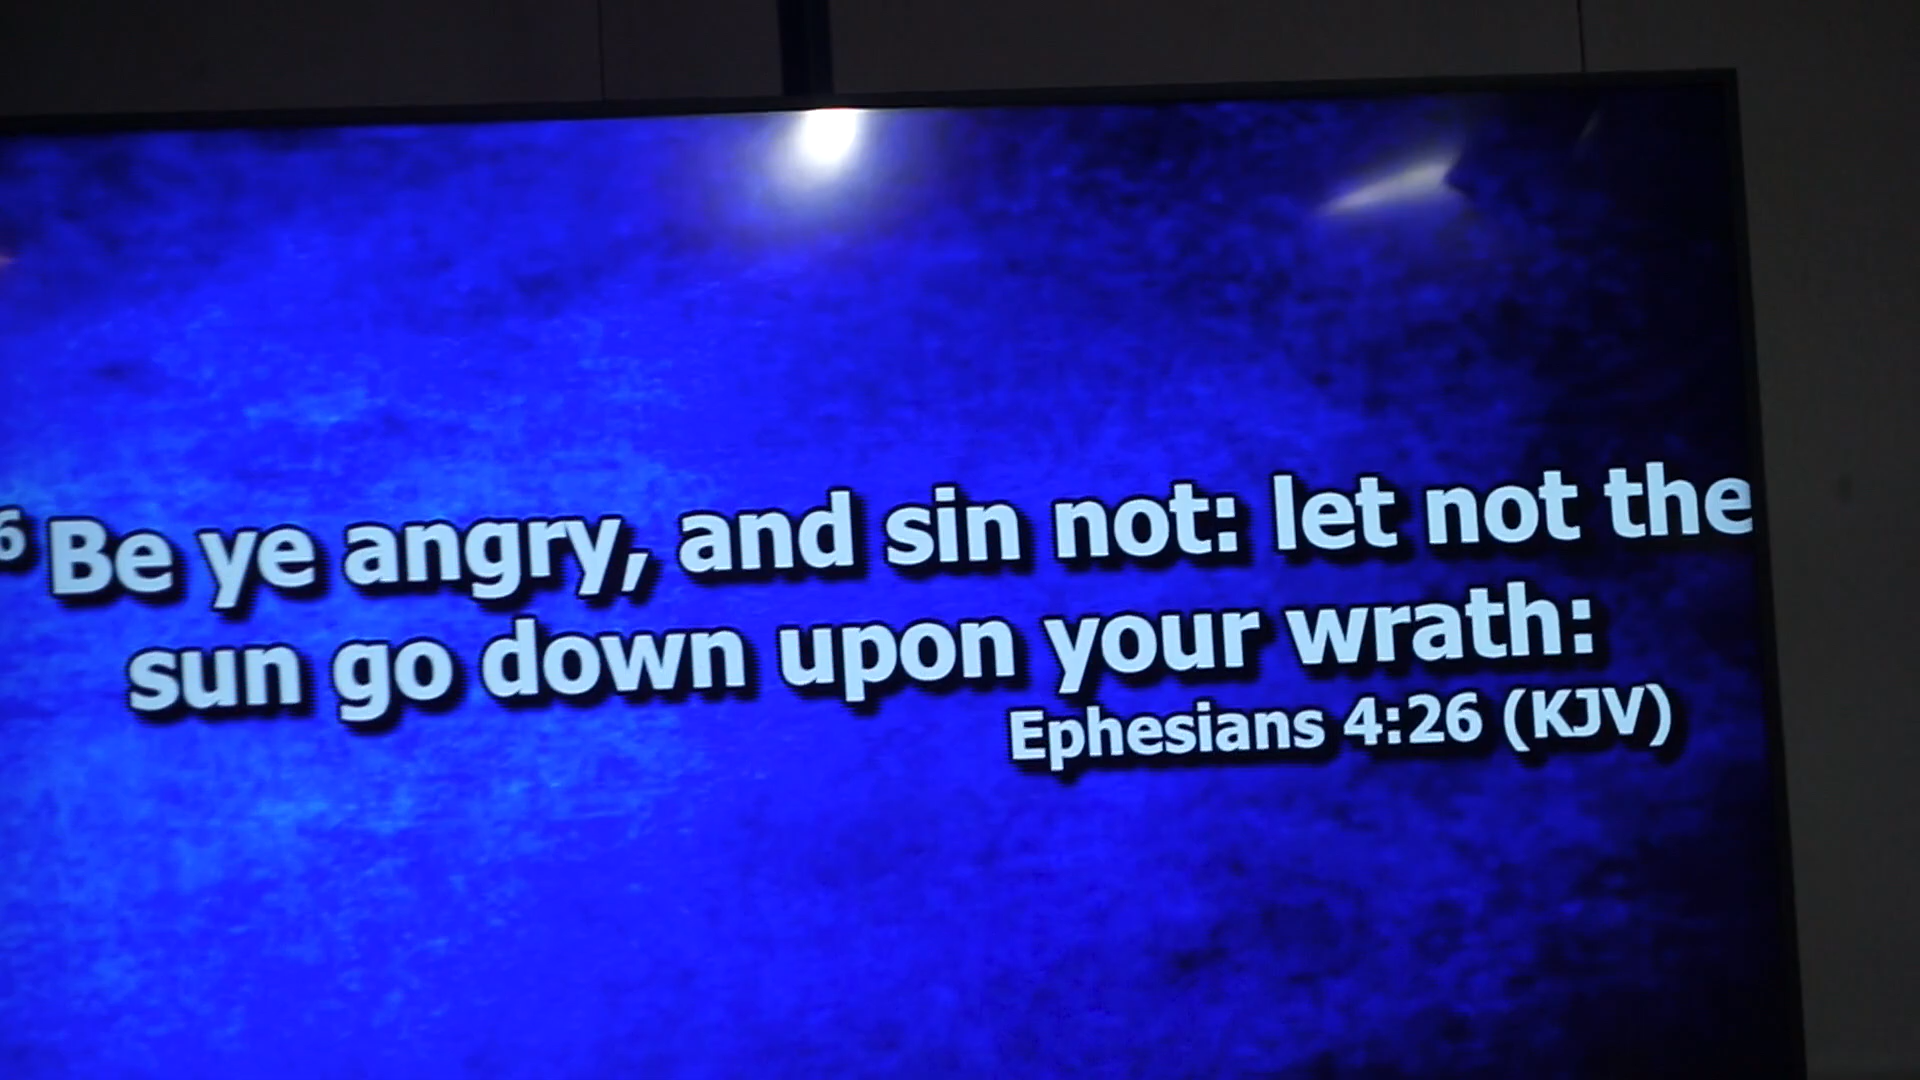 6 Be ye angry, and sin not: let not the
sun go down upon your wrath:
Ephesians 4:26 (KJV)